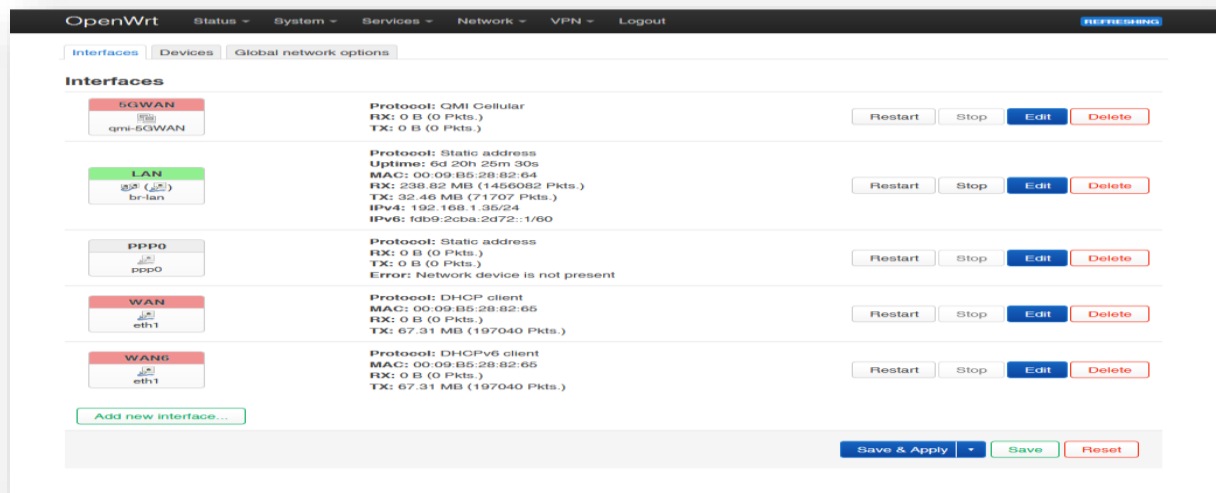 OpenWrt Status System Services Network VPN Logout REFRESHING
Interfaces Devices Global network options
Interfaces
5GWAN
qmi-5GWAN
Protocol: QMI Cellular
RX: 0 B (0 Pkts.)
TX: 0 B (0 Pkts.)
Restart Stop Edit Delete
LAN
( )
br-lan
Protocol: Static address
Uptime: 6d 20h 25m 30s
MAC: 00:09:B5:28:82:64
RX: 238.82 MB (1456082 Pkts.)
TX: 32.46 MB (71707 Pkts.)
IPv4: 192.168.1.35/24
IPv6: fdb9:2cba:2d72::1/60
Restart Stop Edit Delete
PPP0
ppp0
Protocol: Static address
RX: 0 B (0 Pkts.)
TX: 0 B (0 Pkts.)
Error: Network device is not present
Restart Stop Edit Delete
WAN
eth1
Protocol: DHCP client
MAC: 00:09:B5:28:82:65
RX: 0 B (0 Pkts.)
TX: 67.31 MB (197040 Pkts.)
Restart Stop Edit Delete
WAN6
eth1
Protocol: DHCPv6 client
MAC: 00:09:B5:28:82:65
RX: 0 B (0 Pkts.)
TX: 67.31 MB (197040 Pkts.)
Restart Stop Edit Delete
Add new interface...
Save & Apply Save Reset